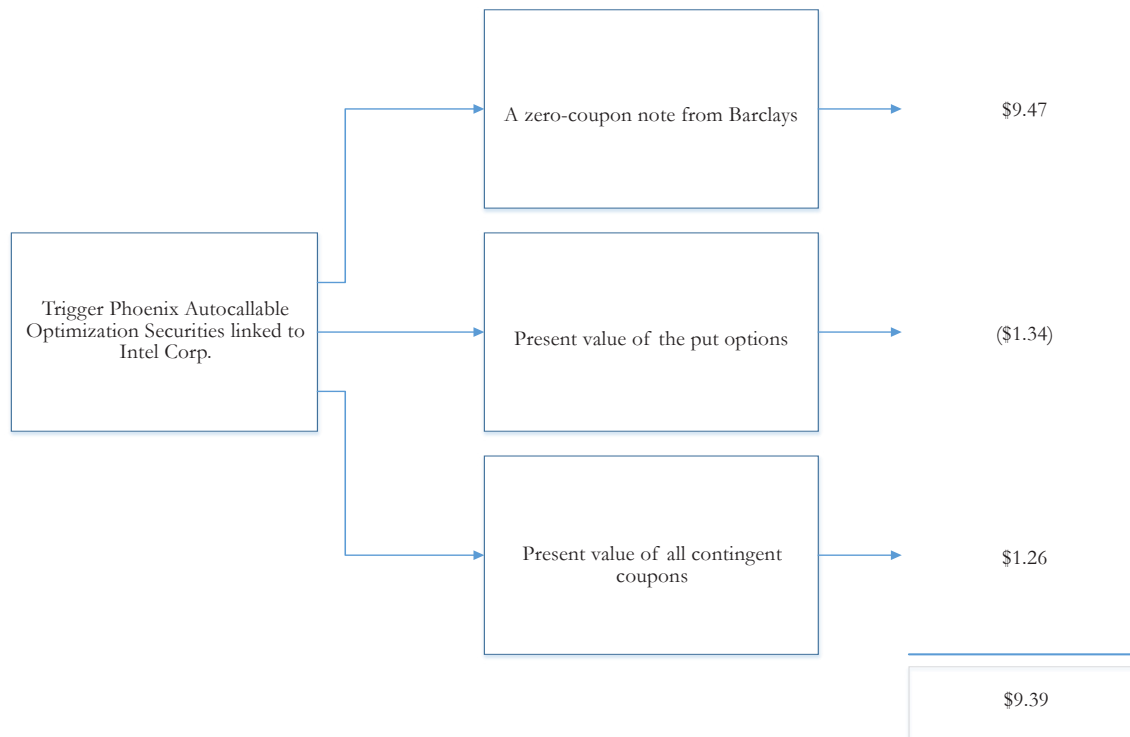 A zero-coupon note from Barclays
$9.47
Trigger Phoenix Autocallable
Optimization Securities linked to
Intel Corp.
Present value of the put options
($1.34)
Present value of all contingent
coupons
$1.26
$9.39